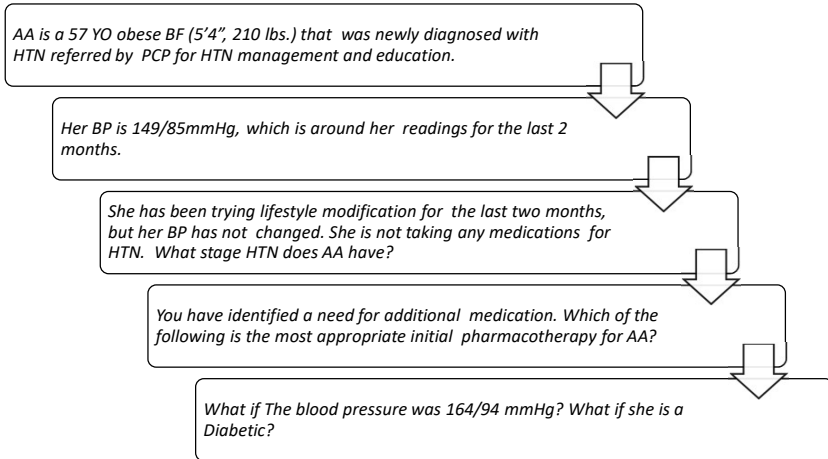 AA is a 57 YO obese BF (5’4”, 210 lbs.) that was newly diagnosed with
HTN referred by PCP for HTN management and education.
Her BP is 149/85mmHg, which is around her readings for the last 2
months.
She has been trying lifestyle modification for the last two months,
but her BP has not changed. She is not taking any medications for
HTN. What stage HTN does AA have?
You have identified a need for additional medication. Which of the
following is the most appropriate initial pharmacotherapy for AA?
What if The blood pressure was 164/94 mmHg? What if she is a
Diabetic?